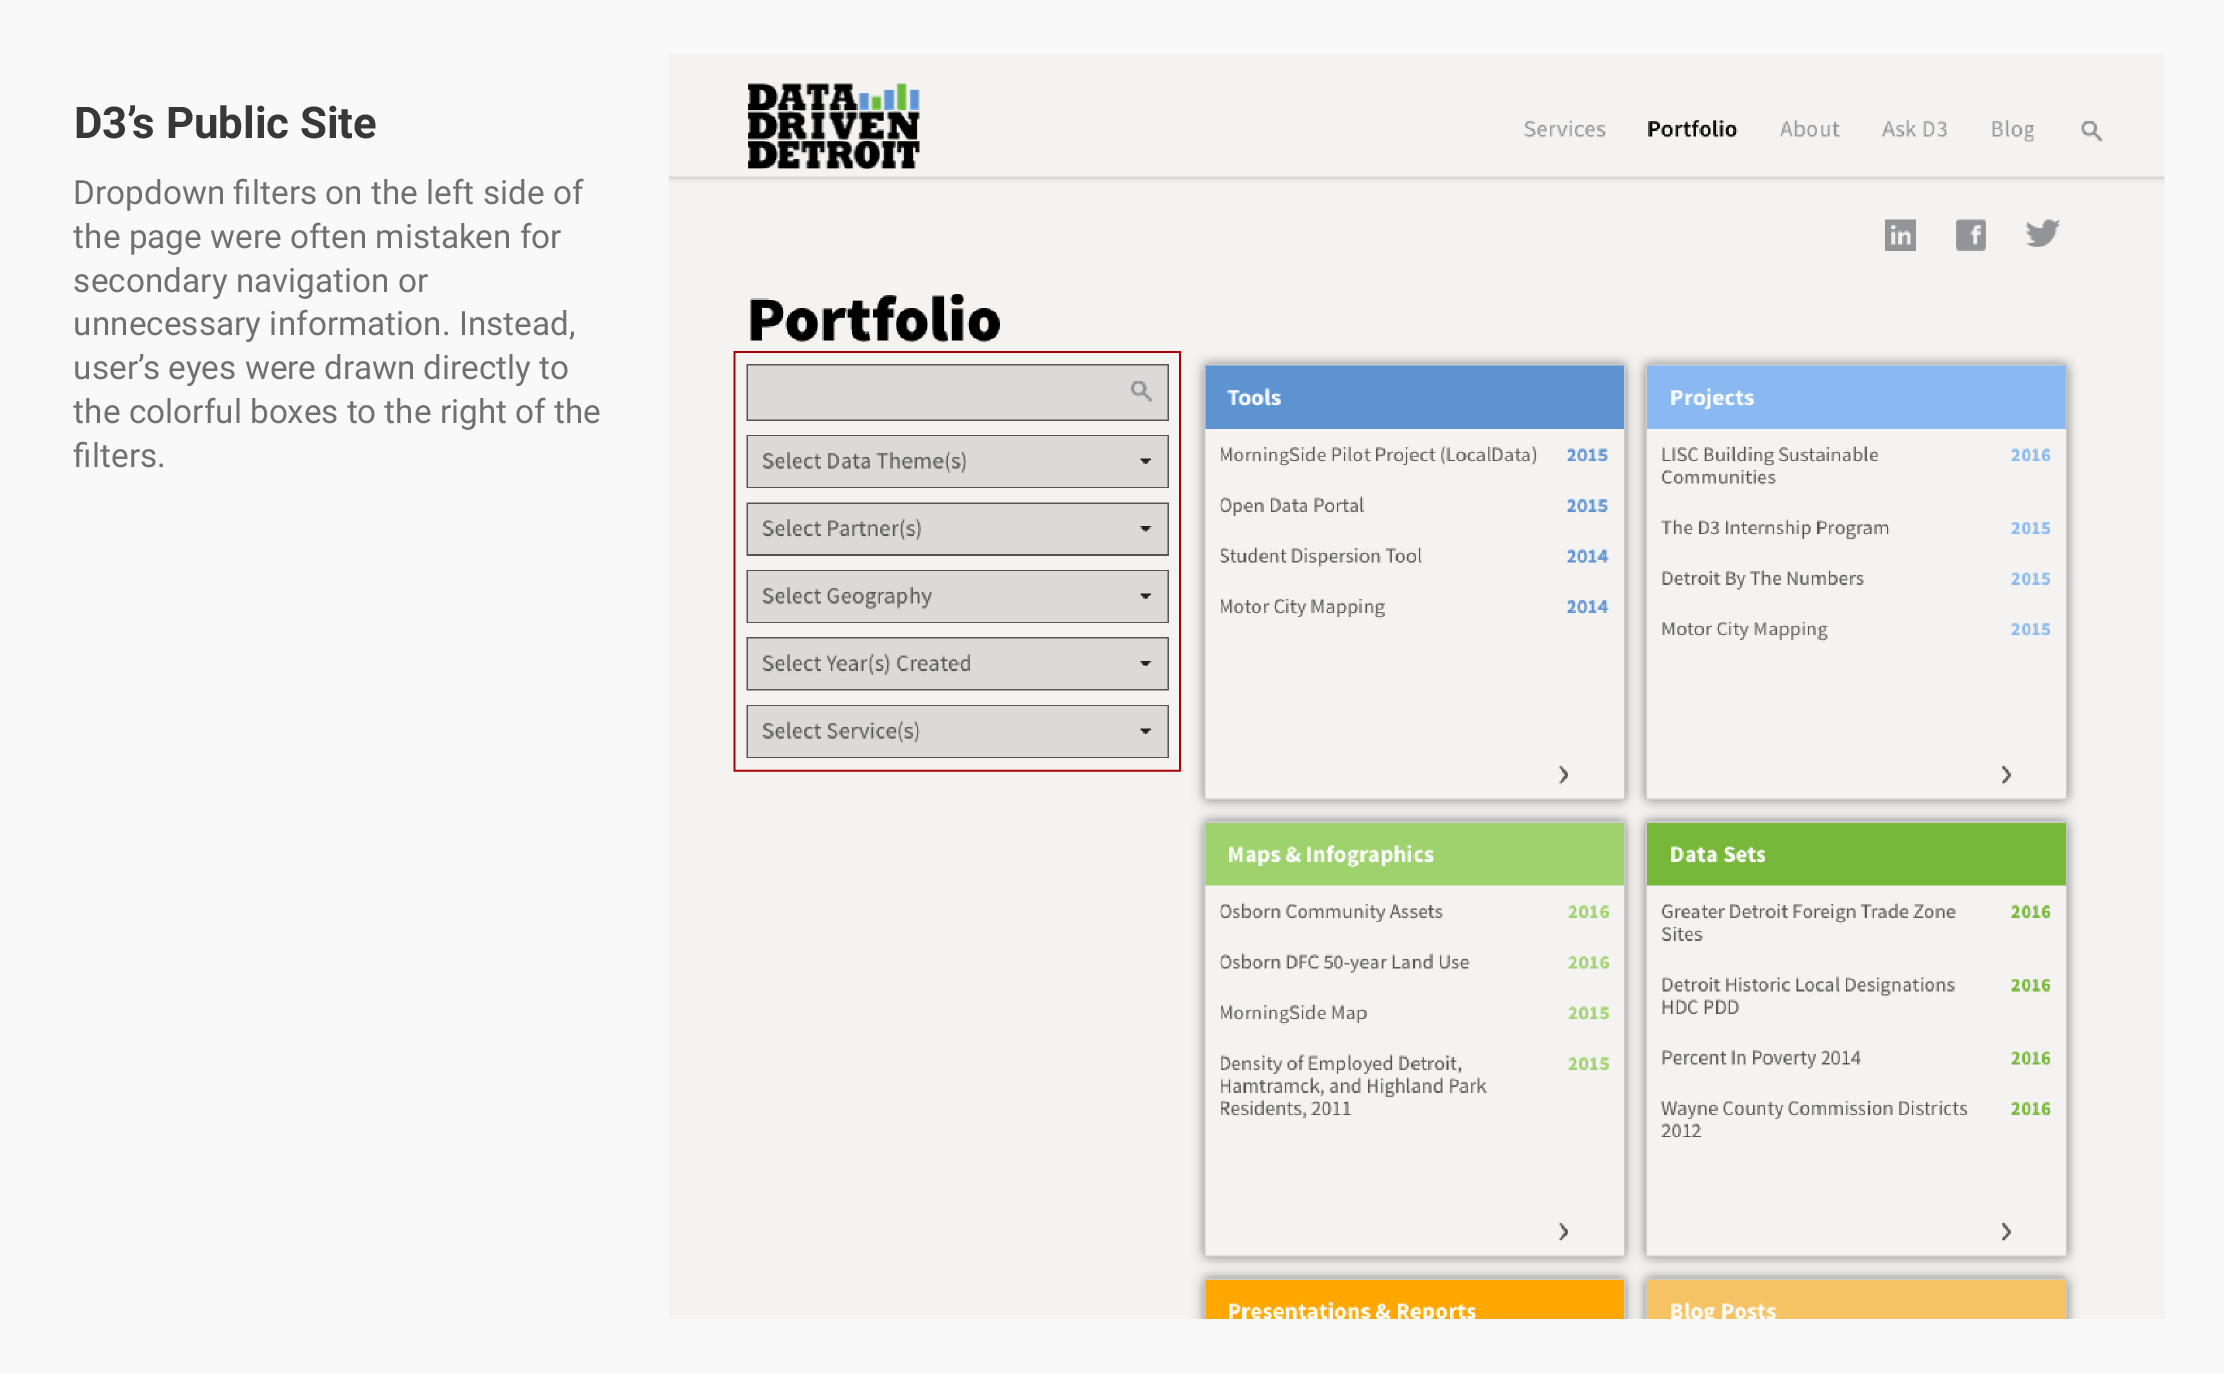 D3’s Public Site
Dropdown filters on the left side of
the page were often mistaken for
secondary navigation or
unnecessary information. Instead,
user’s eyes were drawn directly to
the colorful boxes to the right of the
filters.
DATA
DRIVEN
DETROIT
Services Portfolio About Ask D3 Blog
in f
Portfolio
Select Data Theme(s)
Select Partner(s)
Select Geography
Select Year(s) Created
Select Service(s)
Tools
MorningSide Pilot Project (LocalData) 2015
Open Data Portal 2015
Student Dispersion Tool 2014
Motor City Mapping 2014
Projects
LISC Building Sustainable 2016
Communities
The D3 Internship Program 2015
Detroit By The Numbers 2015
Motor City Mapping 2015
Maps & Infographics
Osborn Community Assets 2016
Osborn DFC 50-year Land Use 2016
MorningSide Map 2015
Density of Employed Detroit, 2015
Hamtramck, and Highland Park
Residents, 2011
Data Sets
Greater Detroit Foreign Trade Zone 2016
Sites
Detroit Historic Local Designations 2016
HDC PDD
Percent In Poverty 2014 2016
Wayne County Commission Districts 2016
2012
Presentations & Reports
Blog Posts